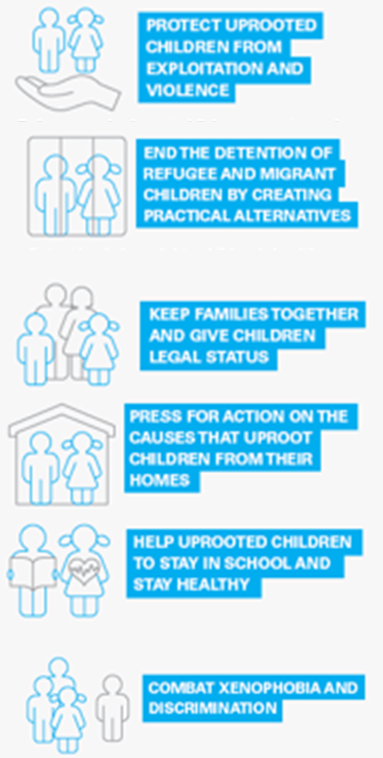 PROTECT UPROOTED
CHILDREN FROM
EXPLOITATION AND
VIOLENCE
END THE DETENTION OF
REFUGEE AND MIGRANT
CHILDREN BY CREATING
PRACTICAL ALTERNATIVES
KEEP FAMILIES TOGETHER
AND GIVE CHILDREN
LEGAL STATUS
PRESS FOR ACTION ON THE
CAUSES THAT UPROOT
CHILDREN FROM THEIR
HOMES
HELP UPROOTED CHILDREN
TO STAY IN SCHOOL AND
STAY HEALTHY
COMBAT XENOPHOBIA AND
DISCRIMINATION